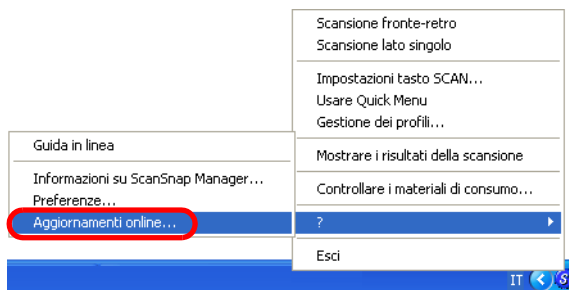 Scansione fronte-retro
Scansione lato singolo
Impostazioni tasto SCAN...
Usare Quick Menu
Gestione dei profili...
Mostrare i risultati della scansione
Controllare i materiali di consumo...
?
Esci
Guida in linea
Informazioni su ScanSnap Manager...
Preferenze...
Aggiornamenti online...
IT
S